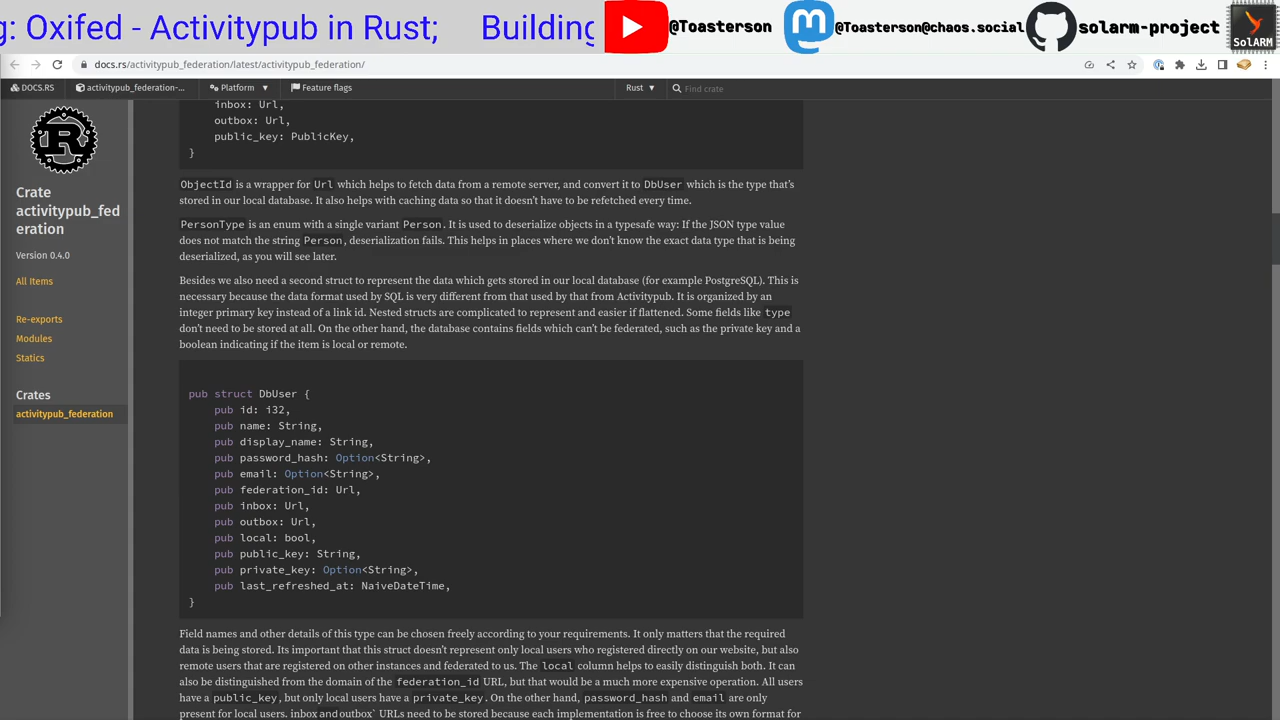 g: Oxifed - Activitypub in Rust;     Building
@Toasterson
@Toasterson@chaos.social
solarm-project
SolARM
docs.rs/activitypub_federation/latest/activitypub_federation/
DOCS.RS
activitypub_federation-...
Platform
Feature flags
Rust
Find crate
Crate
activitypub_fed
eration
Version 0.4.0
All Items
Re-exports
Modules
Statics
Crates
activitypub_federation
inbox: Url,
outbox: Url,
public_key: PublicKey,
}
ObjectId is a wrapper for Url which helps to fetch data from a remote server, and convert it to DbUser which is the type that’s
stored in our local database. It also helps with caching data so that it doesn’t have to be refetched every time.
PersonType is an enum with a single variant Person. It is used to deserialize objects in a typesafe way: If the JSON type value
does not match the string Person, deserialization fails. This helps in places where we don’t know the exact data type that is being
deserialized, as you will see later.
Besides we also need a second struct to represent the data which gets stored in our local database (for example PostgreSQL). This is
necessary because the data format used by SQL is very different from that used by that from Activitypub. It is organized by an
integer primary key instead of a link id. Nested structs are complicated to represent and easier if flattened. Some fields like type
don’t need to be stored at all. On the other hand, the database contains fields which can’t be federated, such as the private key and a
boolean indicating if the item is local or remote.
pub struct DbUser {
pub id: i32,
pub name: String,
pub display_name: String,
pub password_hash: Option<String>,
pub email: Option<String>,
pub federation_id: Url,
pub inbox: Url,
pub outbox: Url,
pub local: bool,
pub public_key: String,
pub private_key: Option<String>,
pub last_refreshed_at: NaiveDateTime,
}
Field names and other details of this type can be chosen freely according to your requirements. It only matters that the required
data is being stored. Its important that this struct doesn’t represent only local users who registered directly on our website, but also
remote users that are registered on other instances and federated to us. The local column helps to easily distinguish both. It can
also be distinguished from the domain of the federation_id URL, but that would be a much more expensive operation. All users
have a public_key, but only local users have a private_key. On the other hand, password_hash and email are only
present for local users. inbox and outbox` URLs need to be stored because each implementation is free to choose its own format for